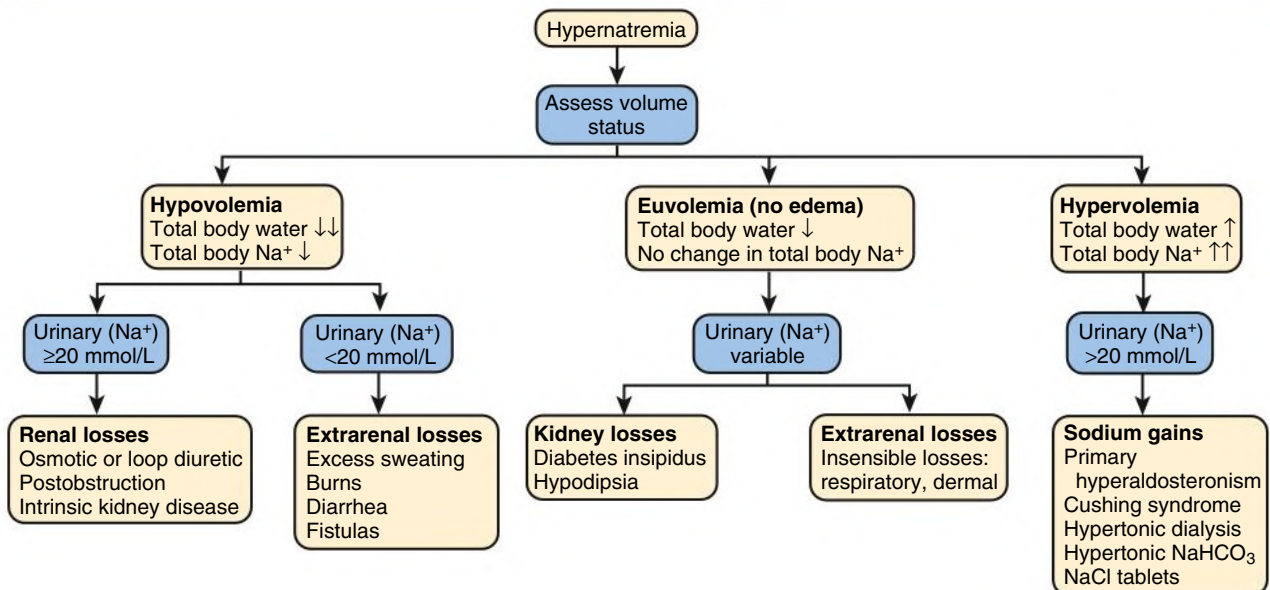 Hypernatremia
Assess volume
status
Hypovolemia
Total body water ↓↓
Total body Na⁺ ↓
Euvolemia (no edema)
Total body water ↓
No change in total body Na⁺
Hypervolemia
Total body water ↑
Total body Na⁺ ↑↑
Urinary (Na⁺)
≥20 mmol/L
Urinary (Na⁺)
<20 mmol/L
Urinary (Na⁺)
variable
Urinary (Na⁺)
>20 mmol/L
Renal losses
Osmotic or loop diuretic
Postobstruction
Intrinsic kidney disease
Extrarenal losses
Excess sweating
Burns
Diarrhea
Fistulas
Kidney losses
Diabetes insipidus
Hypodipsia
Extrarenal losses
Insensible losses:
respiratory, dermal
Sodium gains
Primary
hyperaldosteronism
Cushing syndrome
Hypertonic dialysis
Hypertonic NaHCO₃
NaCl tablets